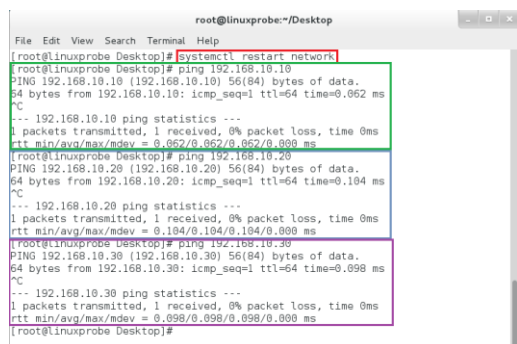 root@linuxprobe:~/Desktop
File Edit View Search Terminal Help
[root@linuxprobe Desktop]# systemctl restart network
[root@linuxprobe Desktop]# ping 192.168.10.10
PING 192.168.10.10 (192.168.10.10) 56(84) bytes of data.
64 bytes from 192.168.10.10: icmp_seq=1 ttl=64 time=0.062 ms
^C
--- 192.168.10.10 ping statistics ---
1 packets transmitted, 1 received, 0% packet loss, time 0ms
rtt min/avg/max/mdev = 0.062/0.062/0.062/0.000 ms
[root@linuxprobe Desktop]# ping 192.168.10.20
PING 192.168.10.20 (192.168.10.20) 56(84) bytes of data.
64 bytes from 192.168.10.20: icmp_seq=1 ttl=64 time=0.104 ms
^C
--- 192.168.10.20 ping statistics ---
1 packets transmitted, 1 received, 0% packet loss, time 0ms
rtt min/avg/max/mdev = 0.104/0.104/0.104/0.000 ms
[root@linuxprobe Desktop]# ping 192.168.10.30
PING 192.168.10.30 (192.168.10.30) 56(84) bytes of data.
64 bytes from 192.168.10.30: icmp_seq=1 ttl=64 time=0.098 ms
^C
--- 192.168.10.30 ping statistics ---
1 packets transmitted, 1 received, 0% packet loss, time 0ms
rtt min/avg/max/mdev = 0.098/0.098/0.098/0.000 ms
[root@linuxprobe Desktop]#